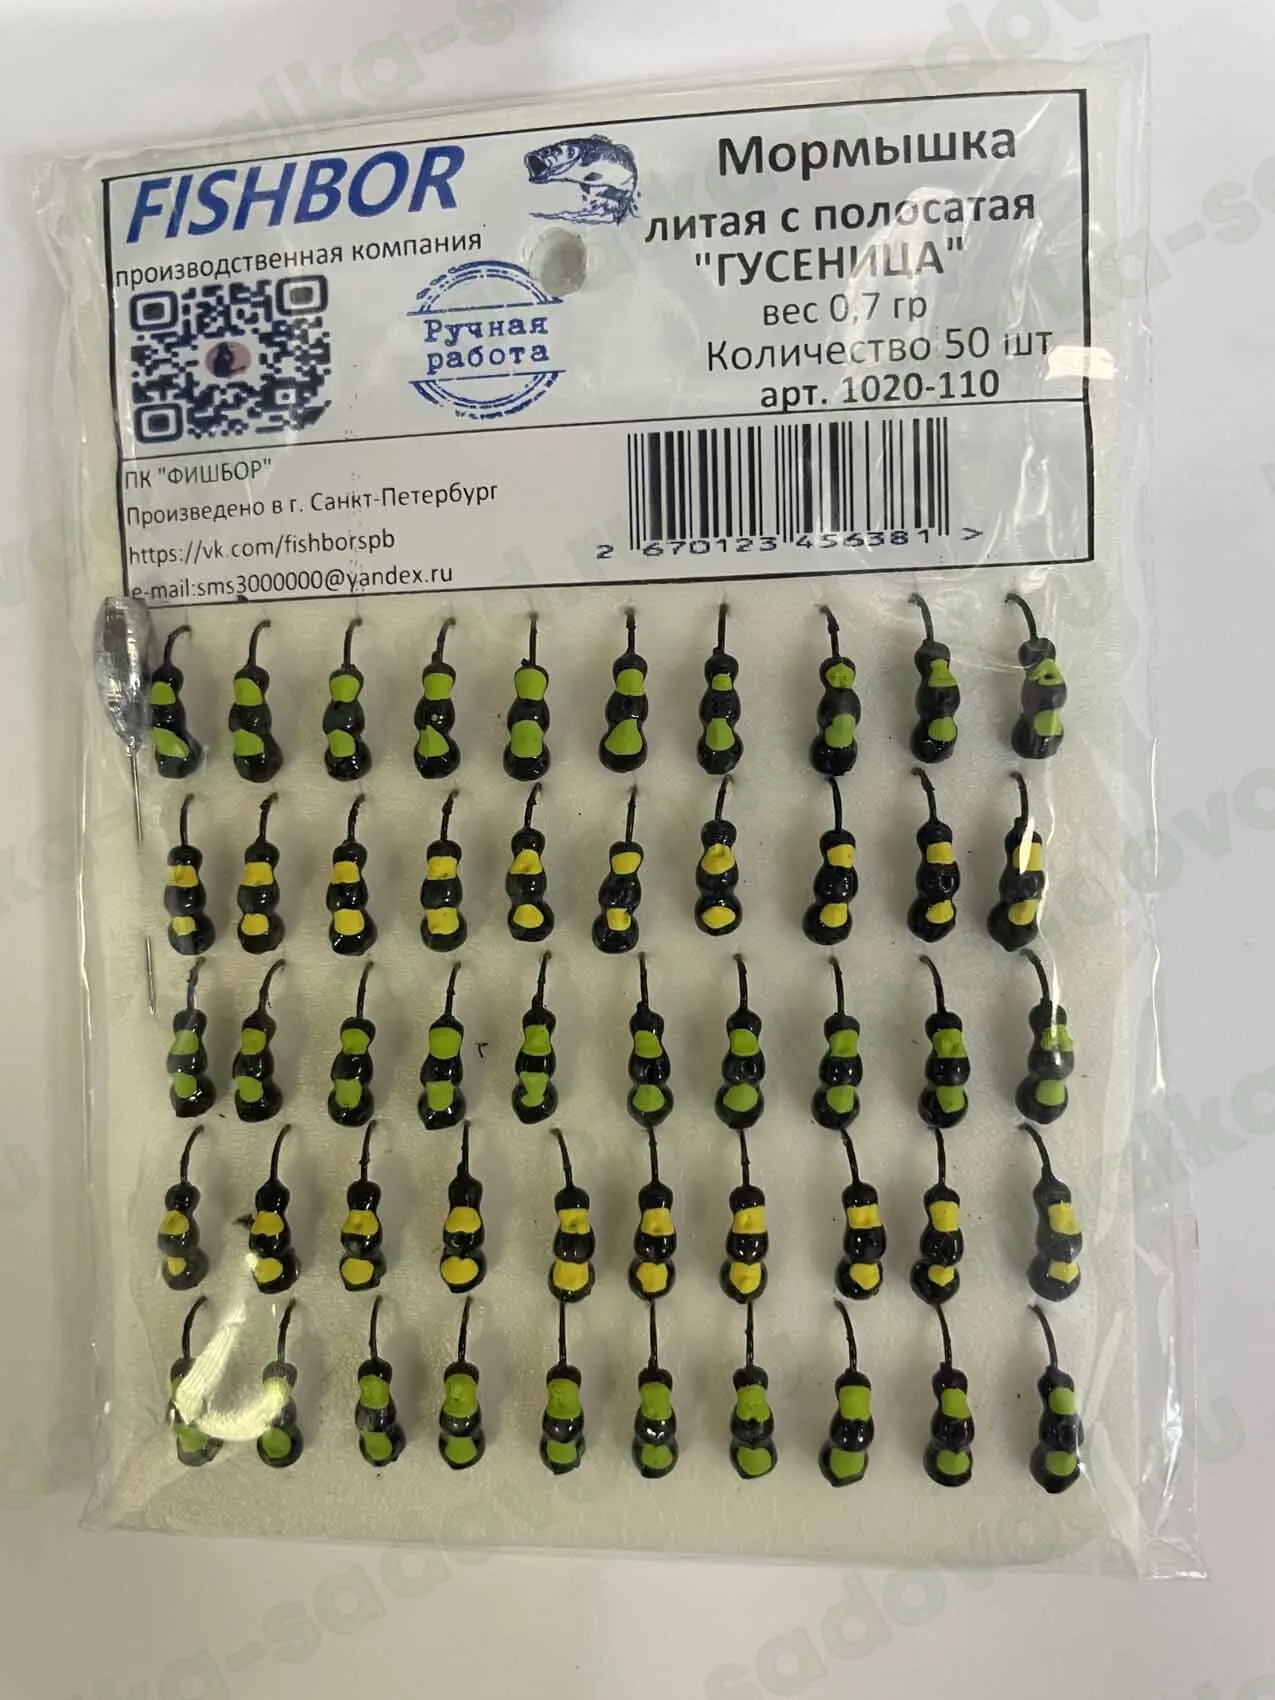 FISHBOR
производственная компания
Ручная
работа
Мормышка
литая с полосатая
"ГУСЕНИЦА"
вес 0,7 гр
Количество 50 шт
арт. 1020-110
ПК "ФИШБОР"
Произведено в г. Санкт-Петербург
https://vk.com/fishborspb
e-mail:sms3000000@yandex.ru
2 670123 456381 >